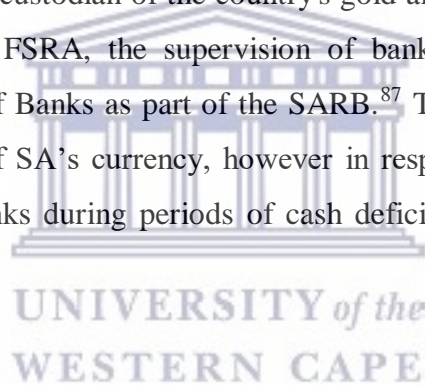 custodian of the country's gold a
FSRA, the supervision of bank
f Banks as part of the SARB.87 T
f SA's currency, however in resp
nks during periods of cash defici
UNIVERSITY of the
WESTERN CAPE